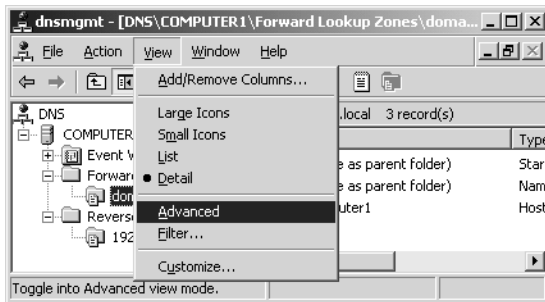 dnsmgmt - [DNS\COMPUTER1\Forward Lookup Zones\doma...
File Action View Window Help
Add/Remove Columns...
Large Icons
Small Icons
List
Detail
Advanced
Filter...
Customize...
DNS
COMPUTER
Event V
Forwar
dom
Revers
192
.local 3 record(s)
Type
e as parent folder) Star
e as parent folder) Nam
uter1 Host
Toggle into Advanced view mode.